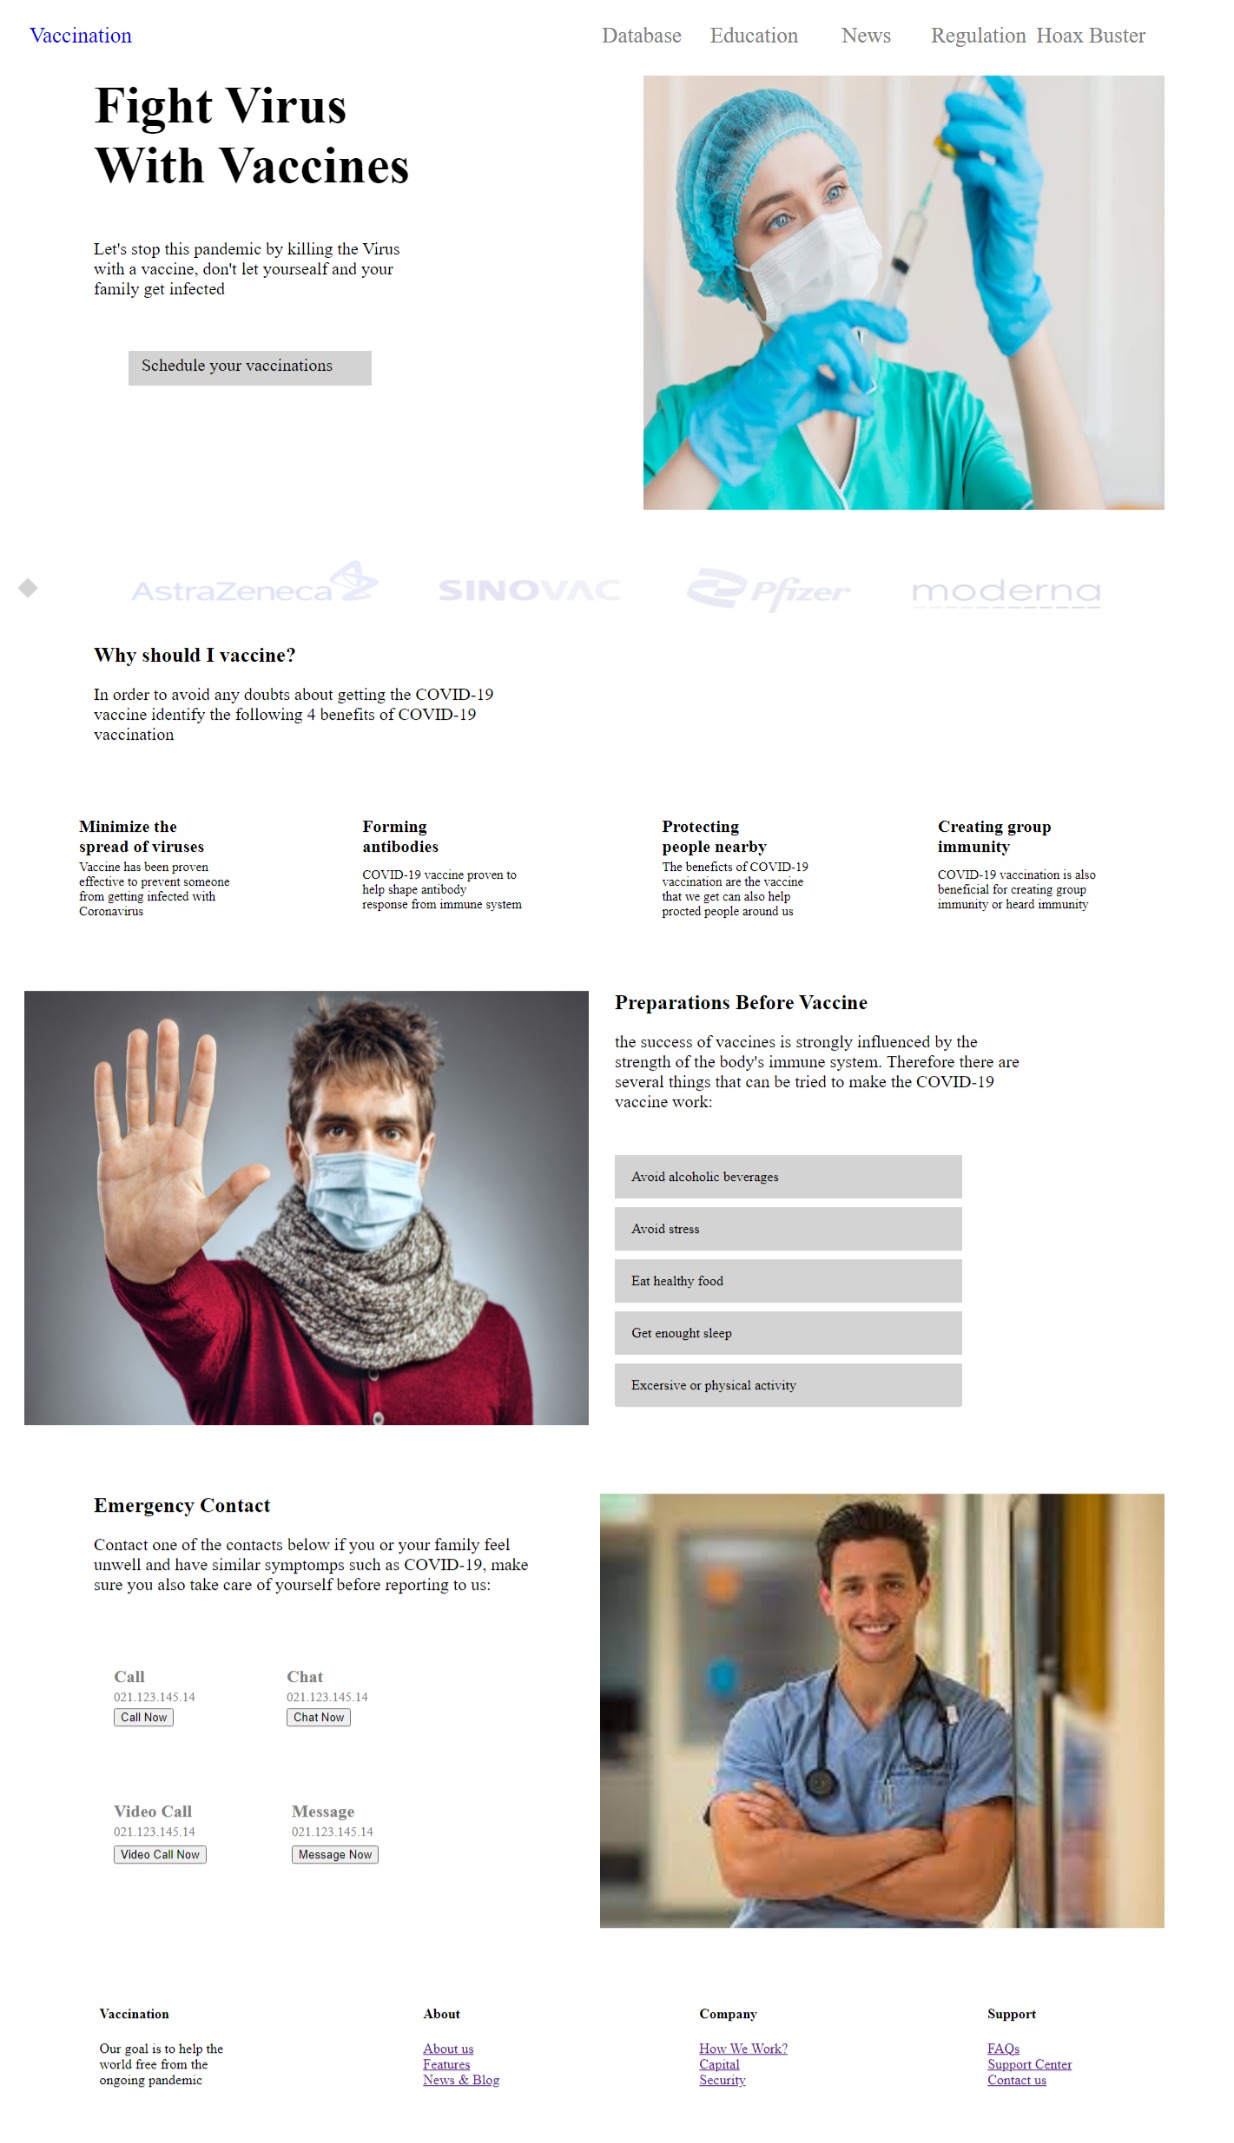 Vaccination
Database Education News Regulation Hoax Buster
Fight Virus
With Vaccines
Let's stop this pandemic by killing the Virus
with a vaccine, don't let yoursealf and your
family get infected
Schedule your vaccinations
AstraZeneca SINOVAC Pfizer moderna
Why should I vaccine?
In order to avoid any doubts about getting the COVID-19
vaccine identify the following 4 benefits of COVID-19
vaccination
Minimize the
spread of viruses
Vaccine has been proven
effective to prevent someone
from getting infected with
Coronavirus
Forming
antibodies
COVID-19 vaccine proven to
help shape antibody
response from immune system
Protecting
people nearby
The beneficts of COVID-19
vaccination are the vaccine
that we get can also help
procted people around us
Creating group
immunity
COVID-19 vaccination is also
beneficial for creating group
immunity or heard immunity
Preparations Before Vaccine
the success of vaccines is strongly influenced by the
strength of the body's immune system. Therefore there are
several things that can be tried to make the COVID-19
vaccine work:
Avoid alcoholic beverages
Avoid stress
Eat healthy food
Get enought sleep
Excersive or physical activity
Emergency Contact
Contact one of the contacts below if you or your family feel
unwell and have similar symptomps such as COVID-19, make
sure you also take care of yourself before reporting to us:
Call
021.123.145.14
Call Now
Chat
021.123.145.14
Chat Now
Video Call
021.123.145.14
Video Call Now
Message
021.123.145.14
Message Now
Vaccination
Our goal is to help the
world free from the
ongoing pandemic
About
About us
Features
News & Blog
Company
How We Work?
Capital
Security
Support
FAQs
Support Center
Contact us